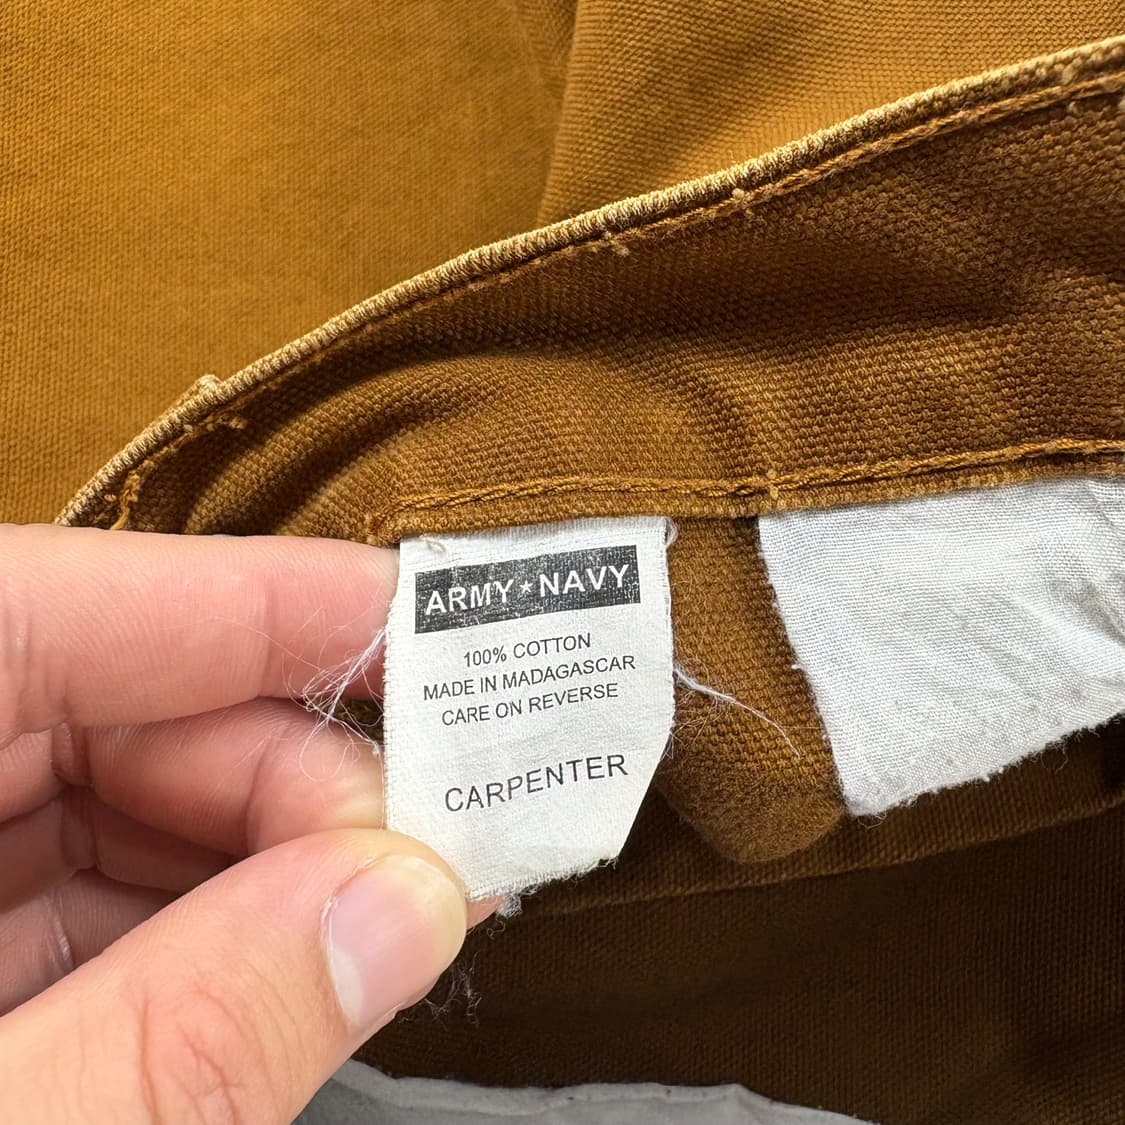 ARMY★NAVY
100% COTTON
MADE IN MADAGASCAR
CARE ON REVERSE
CARPENTER